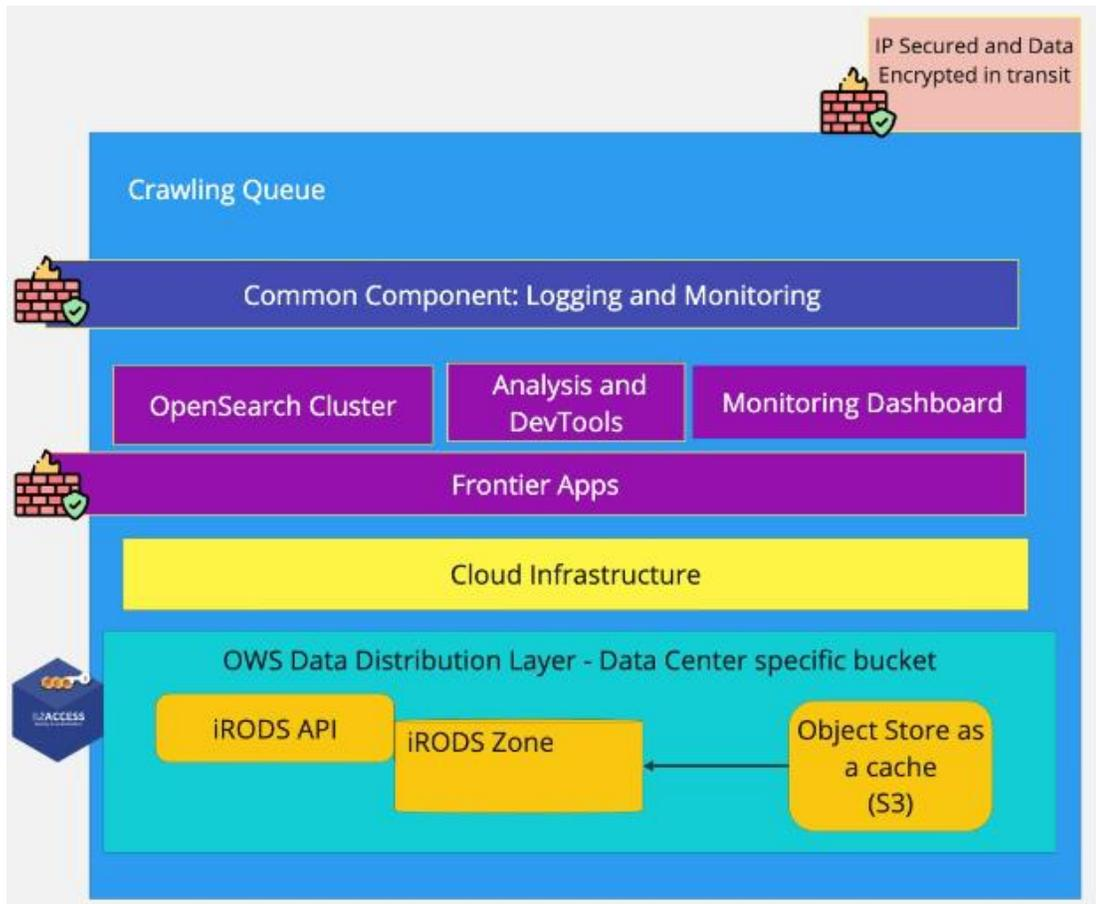 IP Secured and Data
Encrypted in transit
Crawling Queue
Common Component: Logging and Monitoring
OpenSearch Cluster
Analysis and
DevTools
Monitoring Dashboard
Frontier Apps
Cloud Infrastructure
OWS Data Distribution Layer - Data Center specific bucket
B2ACCESS
iRODS API
iRODS Zone
Object Store as
a cache
(S3)